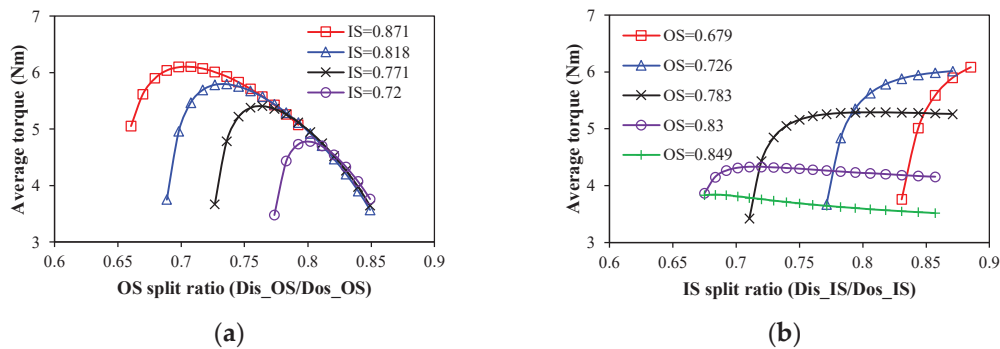 7
6
5
4
3
Average torque (Nm)
IS=0.871
IS=0.818
IS=0.771
IS=0.72
0.6 0.65 0.7 0.75 0.8 0.85 0.9
OS split ratio (Dis_OS/Dos_OS)
(a)
7
6
5
4
3
Average torque (Nm)
OS=0.679
OS=0.726
OS=0.783
OS=0.83
OS=0.849
0.6 0.65 0.7 0.75 0.8 0.85 0.9
IS split ratio (Dis_IS/Dos_IS)
(b)